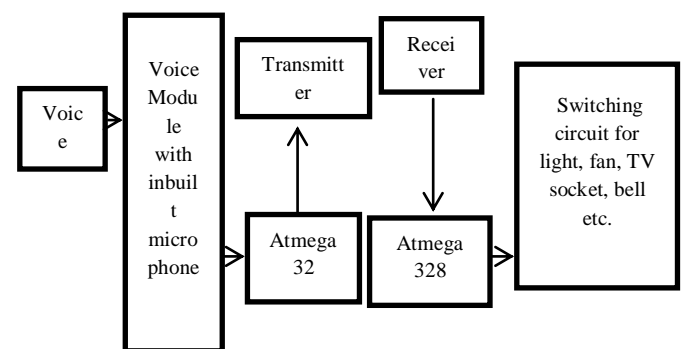 Voic
e
Voice
Modu
le
with
inbuil
t
micro
phone
Transmitt
er
Atmega
32
Recei
ver
Atmega
328
Switching
circuit for
light, fan, TV
socket, bell
etc.